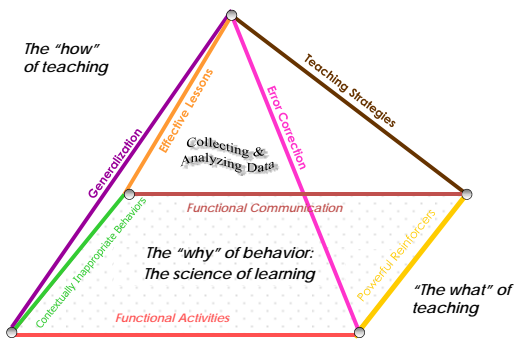 The “how”
of teaching
Teaching Strategies
Effective Lessons
Error Correction
Generalization
Collecting &
Analyzing Data
Functional Communication
Contextually Inappropriate Behaviors
Powerful Reinforcers
The “why” of behavior:
The science of learning
“The what” of
teaching
Functional Activities